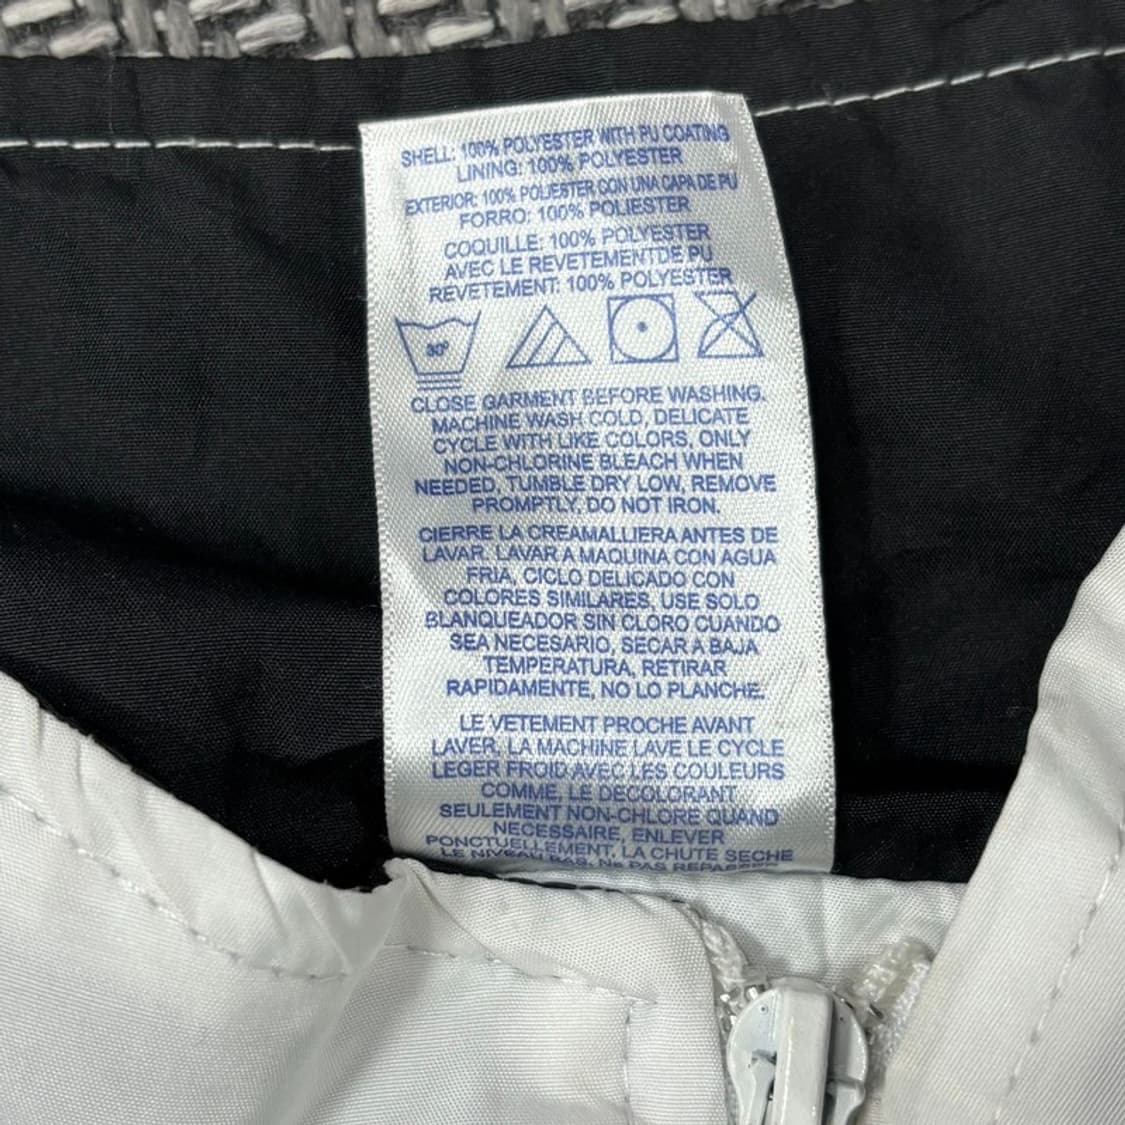 SHELL: 100% POLYESTER WITH PU COATING
LINING: 100% POLYESTER
EXTERIOR: 100% POLIESTER CON UNA CAPA DE PU
FORRO: 100% POLIESTER
COQUILLE: 100% POLYESTER
AVEC LE REVETEMENTDE PU
REVETEMENT: 100% POLYESTER
30°
CLOSE GARMENT BEFORE WASHING.
MACHINE WASH COLD, DELICATE
CYCLE WITH LIKE COLORS, ONLY
NON-CHLORINE BLEACH WHEN
NEEDED, TUMBLE DRY LOW, REMOVE
PROMPTLY, DO NOT IRON.
CIERRE LA CREAMALLIERA ANTES DE
LAVAR, LAVAR A MAQUINA CON AGUA
FRIA, CICLO DELICADO CON
COLORES SIMILARES, USE SOLO
BLANQUEADOR SIN CLORO CUANDO
SEA NECESARIO, SECAR A BAJA
TEMPERATURA, RETIRAR
RAPIDAMENTE, NO LO PLANCHE.
LE VETEMENT PROCHE AVANT
LAVER, LA MACHINE LAVE LE CYCLE
LEGER FROID AVEC LES COULEURS
COMME, LE DECOLORANT
SEULEMENT NON-CHLORE QUAND
NECESSAIRE, ENLEVER
PONCTUELLEMENT, LA CHUTE SECHE
LE NIVEAU BAS, Ne PAS REPASSER